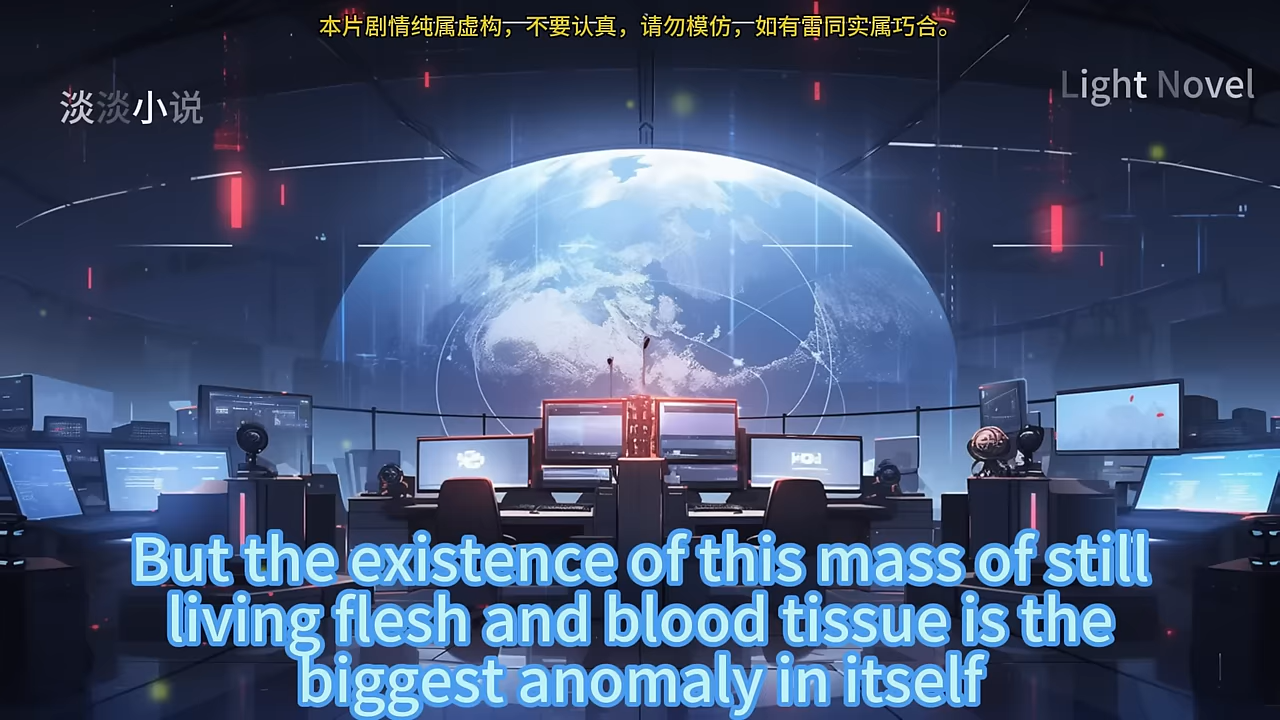 本片剧情纯属虚构，不要认真，请勿模仿，如有雷同实属巧合。
淡淡小说
Light Novel
But the existence of this mass of still
living flesh and blood tissue is the
biggest anomaly in itself